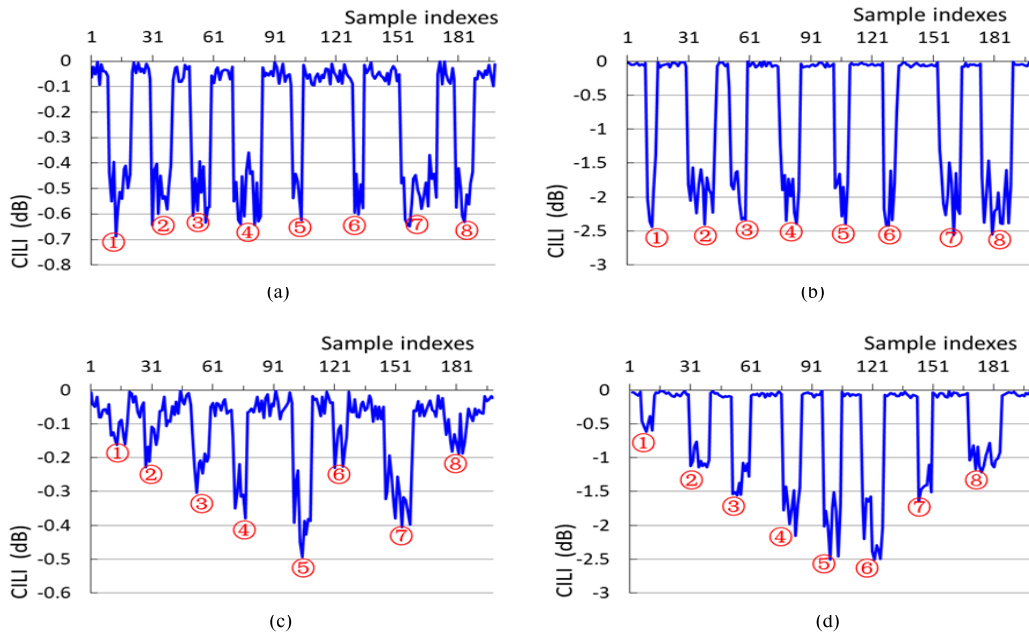 Sample indexes
1 31 61 91 121 151 181
0
-0.1
-0.2
-0.3
-0.4
-0.5
-0.6
-0.7
-0.8
CILI (dB)
① ② ③ ④ ⑤ ⑥ ⑦ ⑧
(a)
Sample indexes
1 31 61 91 121 151 181
0
-0.5
-1
-1.5
-2
-2.5
-3
CILI (dB)
① ② ③ ④ ⑤ ⑥ ⑦ ⑧
(b)
Sample indexes
1 31 61 91 121 151 181
0
-0.1
-0.2
-0.3
-0.4
-0.5
-0.6
CILI (dB)
① ② ③ ④ ⑤ ⑥ ⑦ ⑧
(c)
Sample indexes
1 31 61 91 121 151 181
0
-0.5
-1
-1.5
-2
-2.5
-3
CILI (dB)
① ② ③ ④ ⑤ ⑥ ⑦ ⑧
(d)